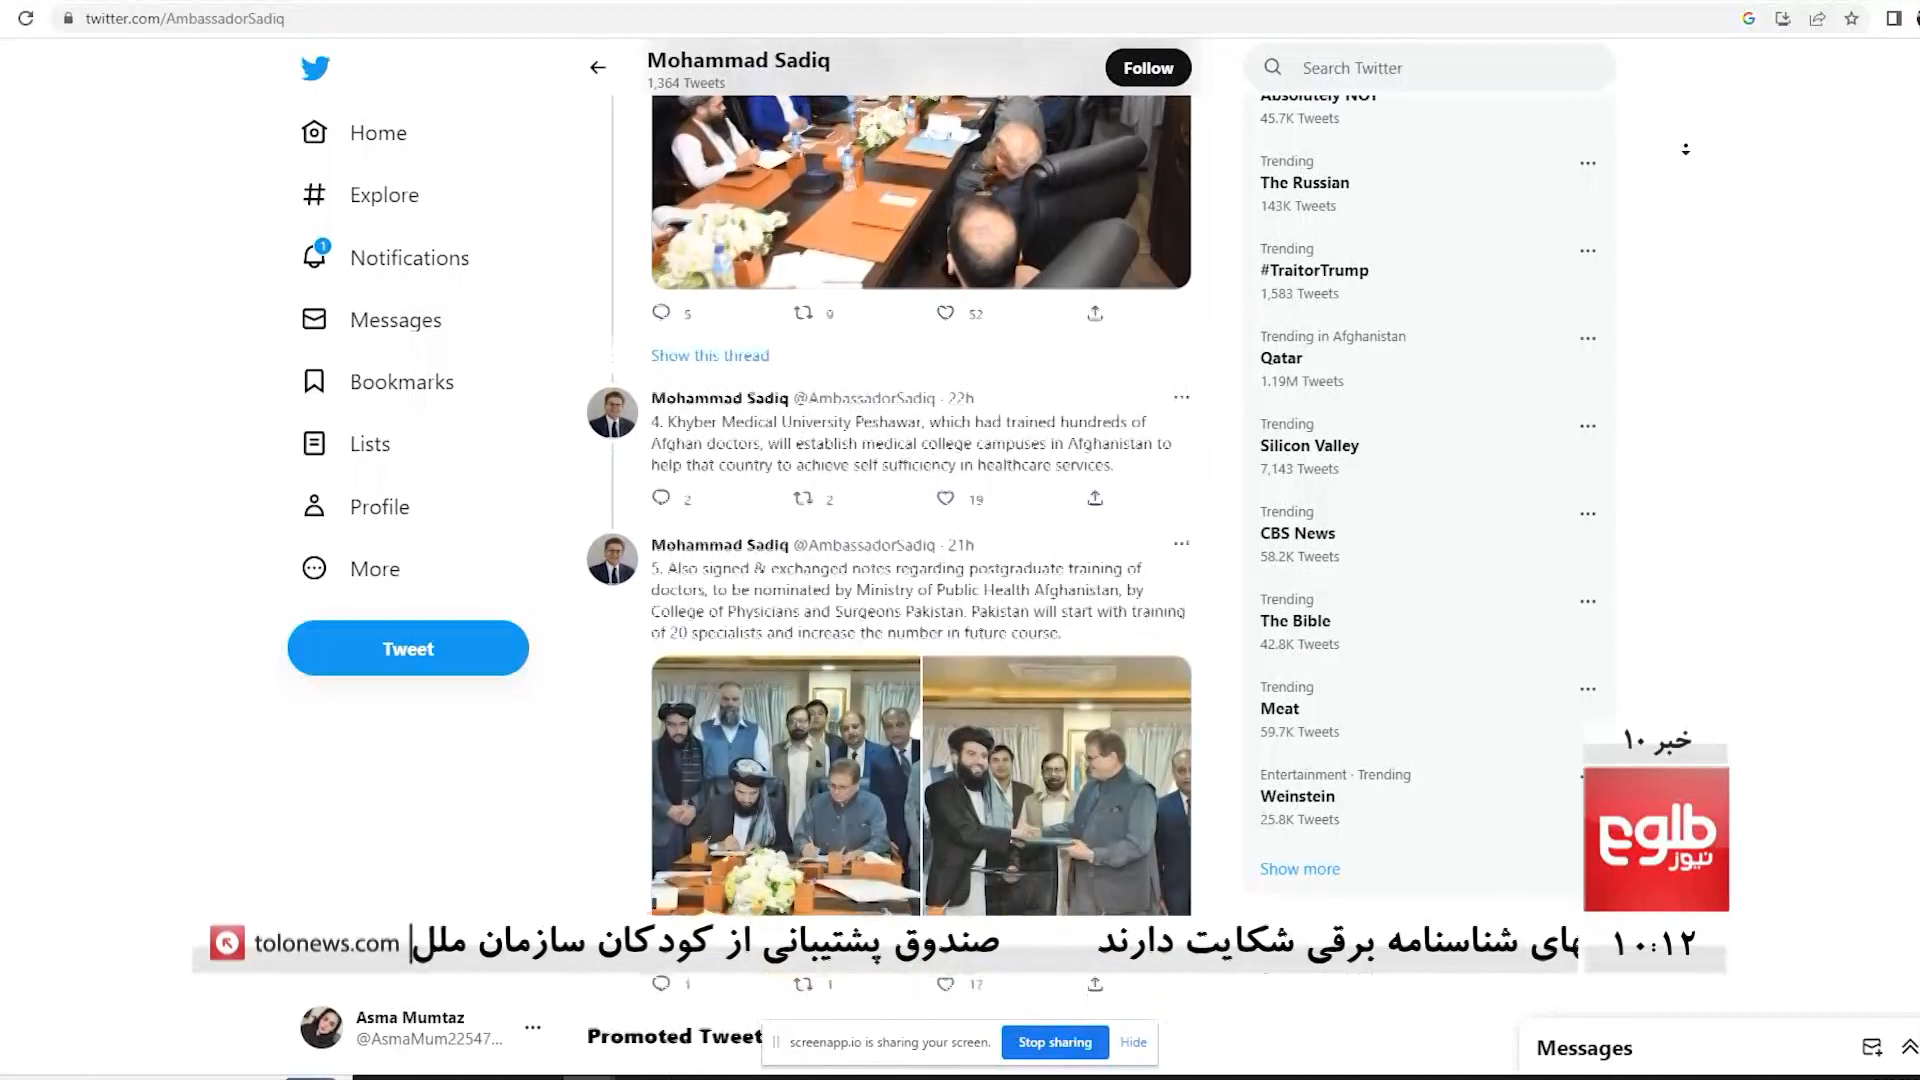 twitter.com/AmbassadorSadiq
Home
Explore
1
Notifications
Messages
Bookmarks
Lists
Profile
More
Tweet
Asma Mumtaz
@AsmaMum22547...
Mohammad Sadiq
1,364 Tweets
Follow
5 9 52
Show this thread
Mohammad Sadiq @AmbassadorSadiq · 22h
4. Khyber Medical University Peshawar, which had trained hundreds of
Afghan doctors, will establish medical college campuses in Afghanistan to
help that country to achieve self sufficiency in healthcare services.
2 2 19
Mohammad Sadiq @AmbassadorSadiq · 21h
5. Also signed & exchanged notes regarding postgraduate training of
doctors, to be nominated by Ministry of Public Health Afghanistan, by
College of Physicians and Surgeons Pakistan. Pakistan will start with training
of 20 specialists and increase the number in future course.
1 1 17
Promoted Tweet
screenapp.io is sharing your screen. Stop sharing Hide
Search Twitter
Absolutely NOT
45.7K Tweets
Trending
The Russian
143K Tweets
Trending
#TraitorTrump
1,583 Tweets
Trending in Afghanistan
Qatar
1.19M Tweets
Trending
Silicon Valley
7,143 Tweets
Trending
CBS News
58.2K Tweets
Trending
The Bible
42.8K Tweets
Trending
Meat
59.7K Tweets
Entertainment · Trending
Weinstein
25.8K Tweets
Show more
Messages
خبر ۱۰
طلوع
نیوز
۱۰:۱۲
های شناسنامه برقی شکایت دارند
صندوق پشتیبانی از کودکان سازمان ملل
tolonews.com